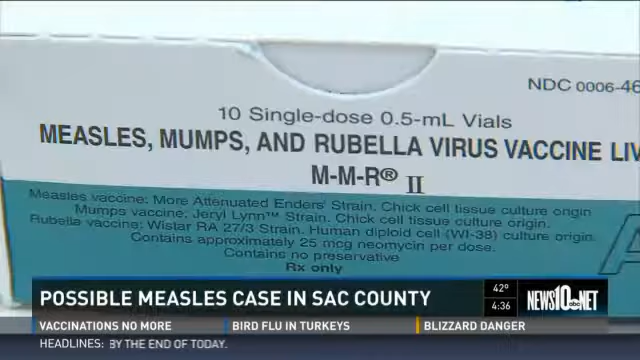 NDC 0006-46
10 Single-dose 0.5-mL Vials
MEASLES, MUMPS, AND RUBELLA VIRUS VACCINE LIV
M-M-R® II
Measles vaccine: More Attenuated Enders' Strain. Chick cell tissue culture origin
Mumps vaccine: Jeryl Lynn™ Strain. Chick cell tissue culture origin.
Rubella vaccine: Wistar RA 27/3 Strain. Human diploid cell (WI-38) culture origin.
Contains approximately 25 mcg neomycin per dose.
Contains no preservative
Rx only
POSSIBLE MEASLES CASE IN SAC COUNTY
42°
4:36
NEWS10 abc .NET
VACCINATIONS NO MORE BIRD FLU IN TURKEYS BLIZZARD DANGER
HEADLINES: BY THE END OF TODAY.